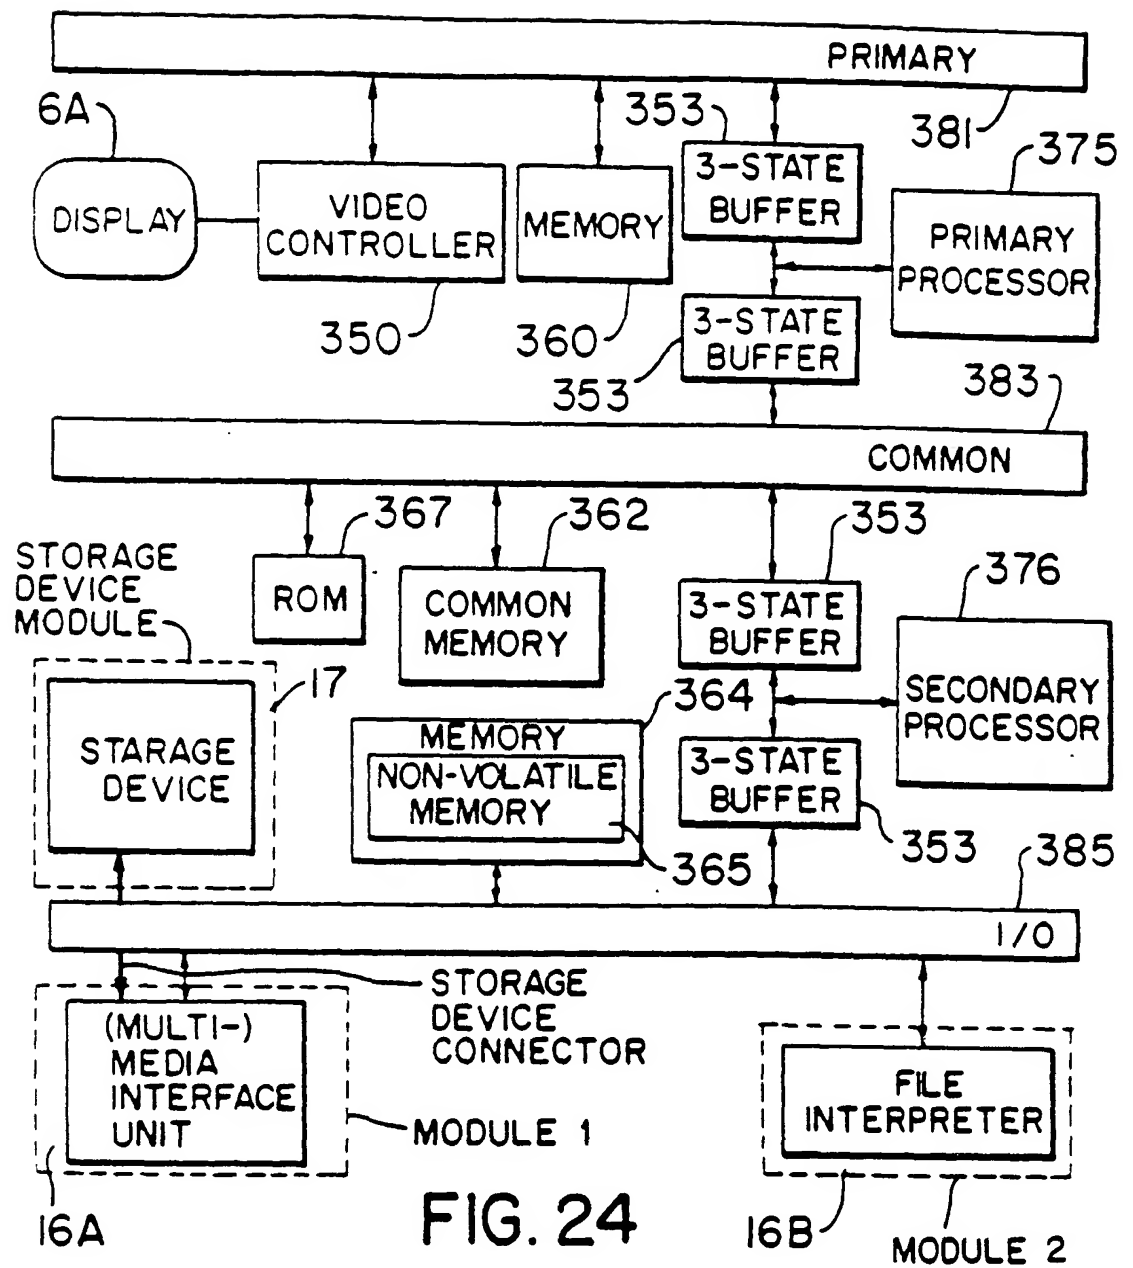 PRIMARY
381
6A
353
375
DISPLAY
VIDEO
CONTROLLER
350
MEMORY
360
3-STATE
BUFFER
PRIMARY
PROCESSOR
3-STATE
BUFFER
353
383
COMMON
367
362
353
376
STORAGE
DEVICE
MODULE
ROM
COMMON
MEMORY
3-STATE
BUFFER
SECONDARY
PROCESSOR
17
STARAGE
DEVICE
364
MEMORY
NON-VOLATILE
MEMORY
365
3-STATE
BUFFER
353
385
I/O
STORAGE
DEVICE
CONNECTOR
(MULTI-)
MEDIA
INTERFACE
UNIT
MODULE 1
16A
FILE
INTERPRETER
16B
MODULE 2
FIG. 24